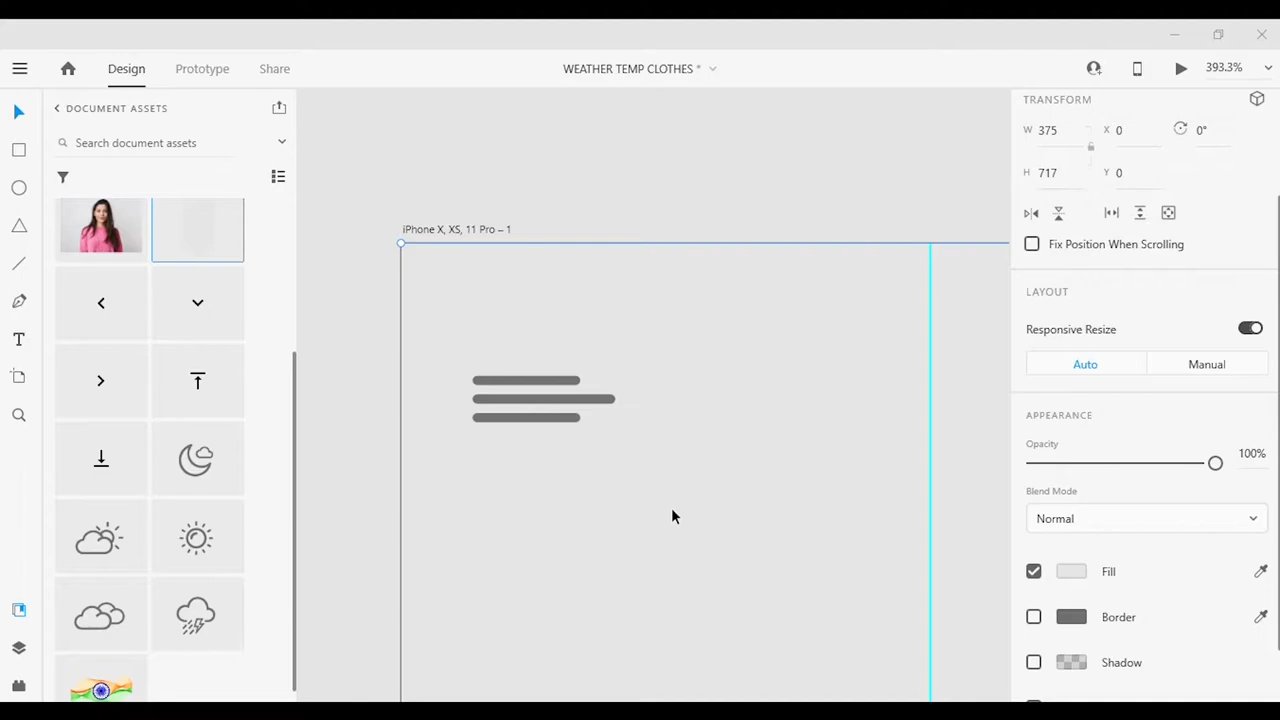 Design
Prototype
Share
WEATHER TEMP CLOTHES *
393.3%
DOCUMENT ASSETS
Search document assets
iPhone X, XS, 11 Pro – 1
TRANSFORM
W 375
X 0
0°
H 717
Y 0
Fix Position When Scrolling
LAYOUT
Responsive Resize
Auto
Manual
APPEARANCE
Opacity
100%
Blend Mode
Normal
Fill
Border
Shadow
T